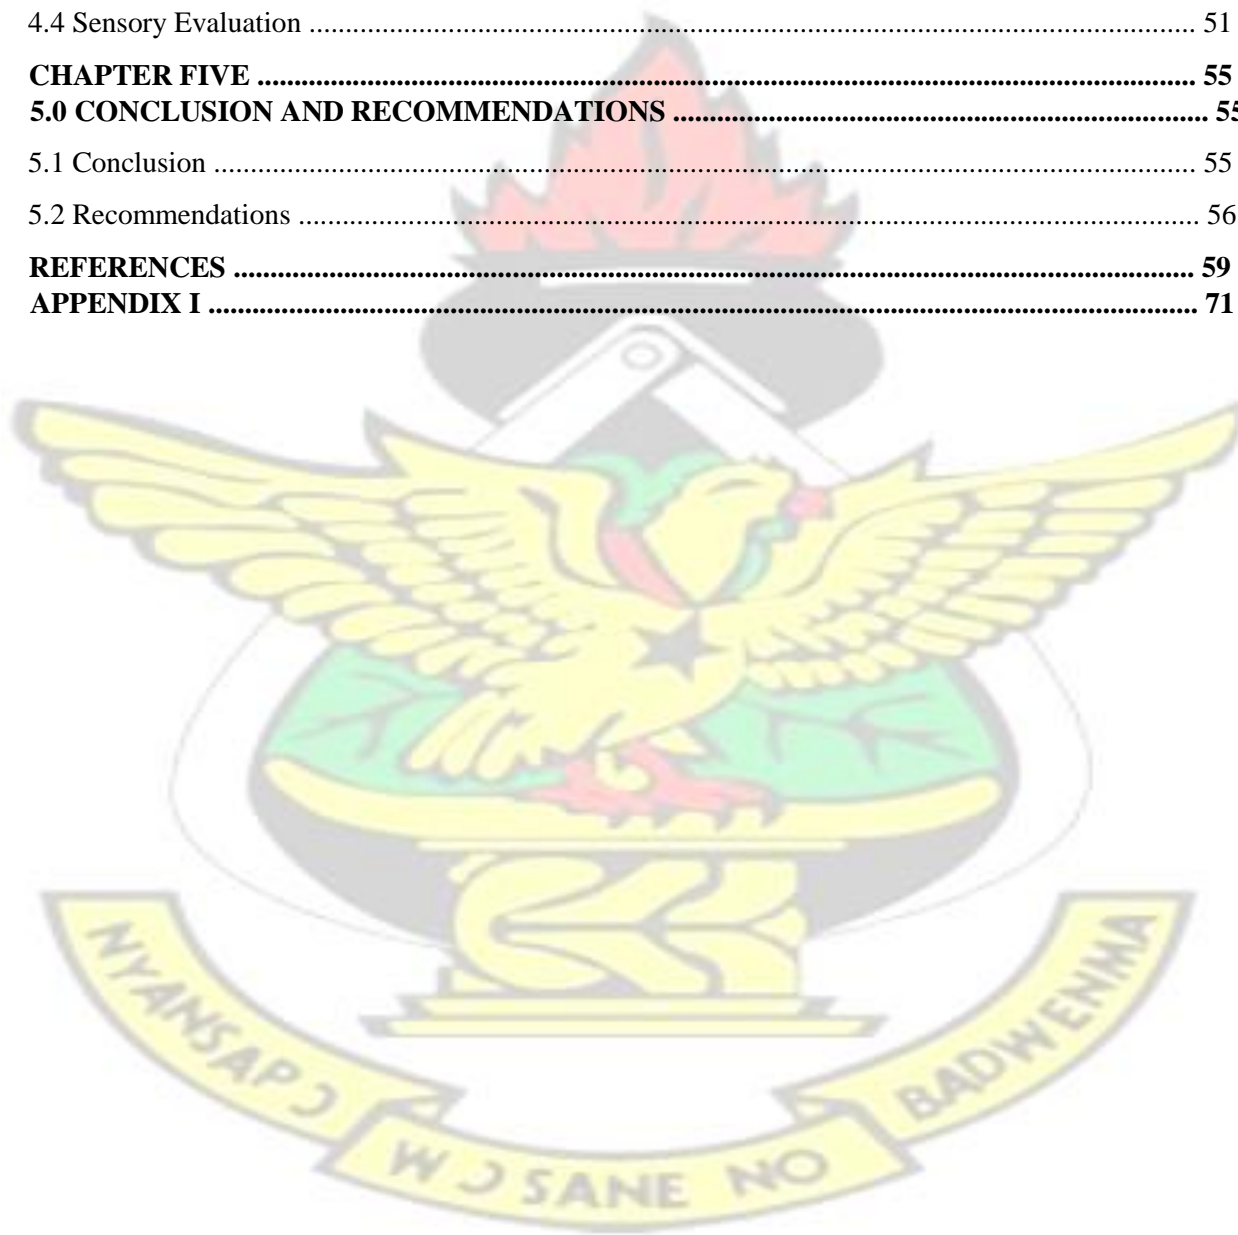 4.4 Sensory Evaluation ........................................................................................................................ 51
CHAPTER FIVE ................................................................................................................................ 55
5.0 CONCLUSION AND RECOMMENDATIONS ......................................................................... 55
5.1 Conclusion ..................................................................................................................................... 55
5.2 Recommendations .......................................................................................................................... 56
REFERENCES ................................................................................................................................... 59
APPENDIX I ...................................................................................................................................... 71
NYANSAPƆ
WƆSANE NO
BADWENMA